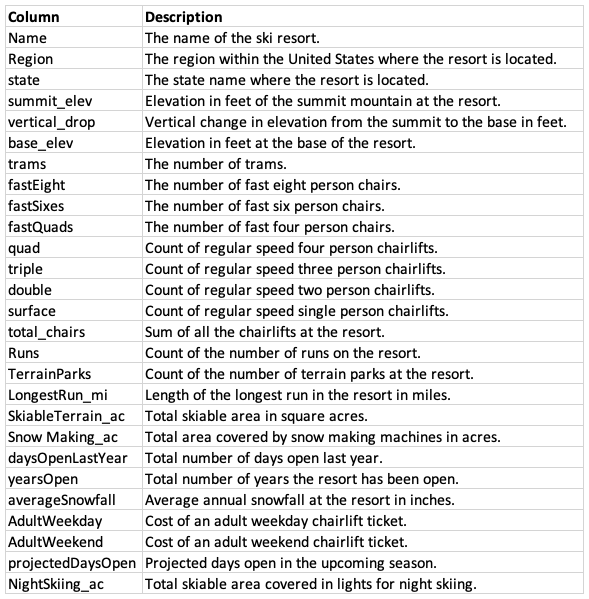 Column Description
Name The name of the ski resort.
Region The region within the United States where the resort is located.
state The state name where the resort is located.
summit_elev Elevation in feet of the summit mountain at the resort.
vertical_drop Vertical change in elevation from the summit to the base in feet.
base_elev Elevation in feet at the base of the resort.
trams The number of trams.
fastEight The number of fast eight person chairs.
fastSixes The number of fast six person chairs.
fastQuads The number of fast four person chairs.
quad Count of regular speed four person chairlifts.
triple Count of regular speed three person chairlifts.
double Count of regular speed two person chairlifts.
surface Count of regular speed single person chairlifts.
total_chairs Sum of all the chairlifts at the resort.
Runs Count of the number of runs on the resort.
TerrainParks Count of the number of terrain parks at the resort.
LongestRun_mi Length of the longest run in the resort in miles.
SkiableTerrain_ac Total skiable area in square acres.
Snow Making_ac Total area covered by snow making machines in acres.
daysOpenLastYear Total number of days open last year.
yearsOpen Total number of years the resort has been open.
averageSnowfall Average annual snowfall at the resort in inches.
AdultWeekday Cost of an adult weekday chairlift ticket.
AdultWeekend Cost of an adult weekend chairlift ticket.
projectedDaysOpen Projected days open in the upcoming season.
NightSkiing_ac Total skiable area covered in lights for night skiing.